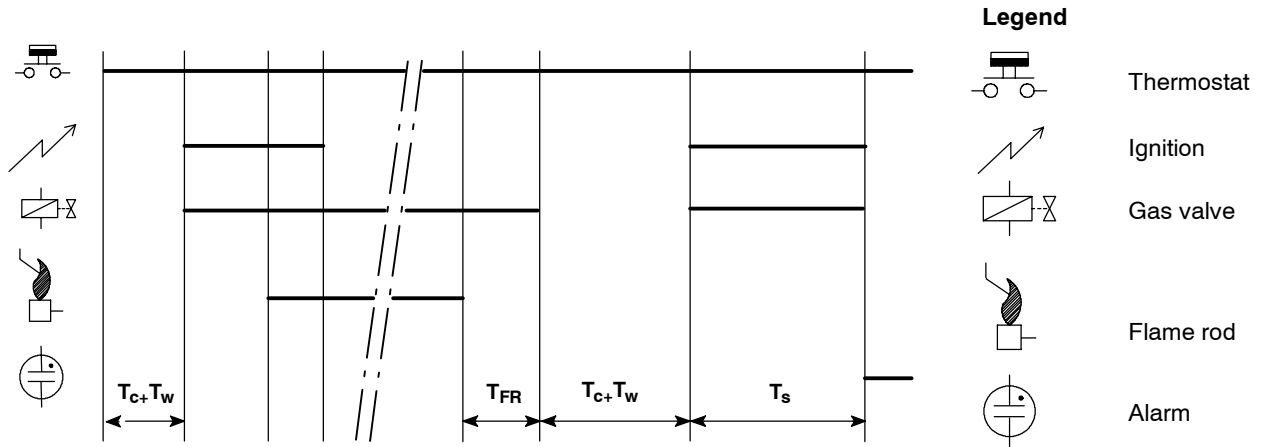 Legend
Thermostat
Ignition
Gas valve
Flame rod
Alarm
Tc+Tw
TFR
Tc+Tw
Ts